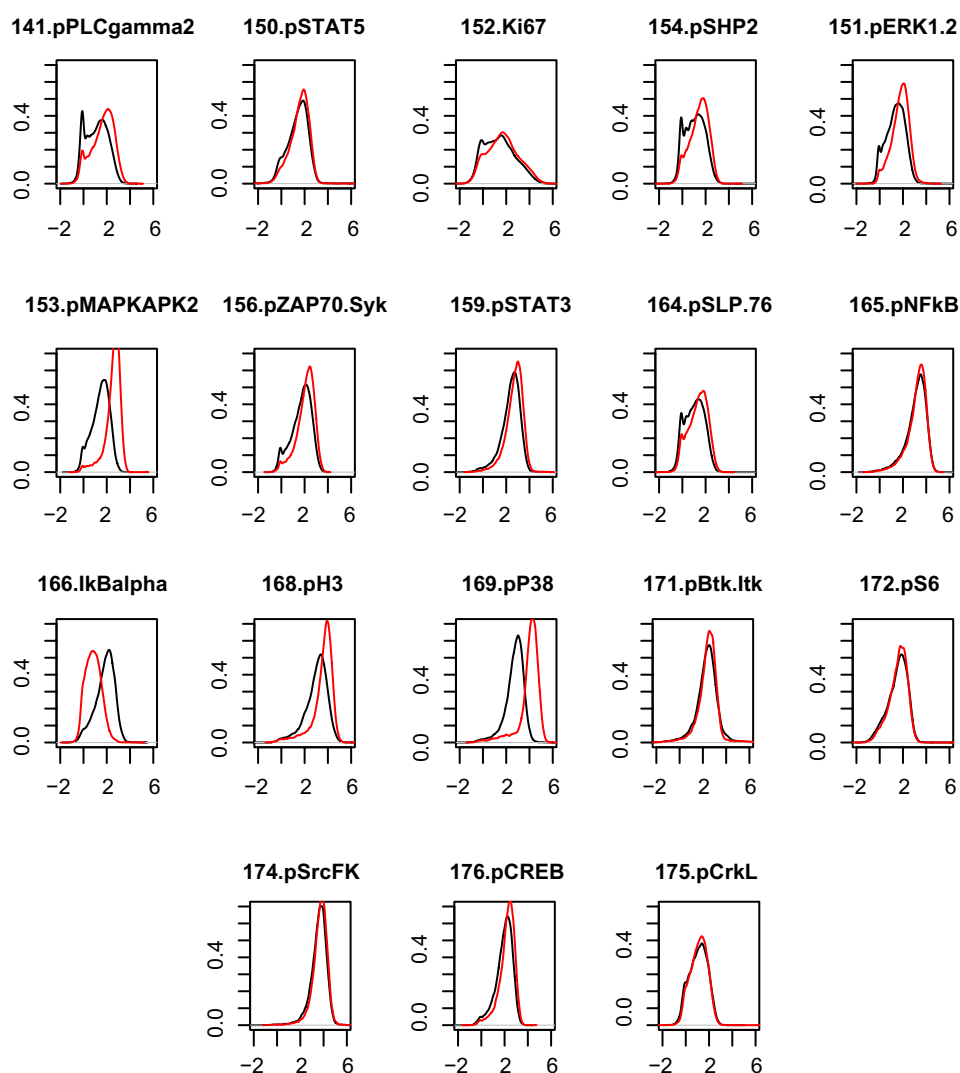 141.pPLCgamma2 150.pSTAT5 152.Ki67 154.pSHP2 151.pERK1.2
0.0 0.4 0.0 0.4 0.0 0.4 0.0 0.4 0.0 0.4
−2 2 6 −2 2 6 −2 2 6 −2 2 6 −2 2 6
153.pMAPKAPK2 156.pZAP70.Syk 159.pSTAT3 164.pSLP.76 165.pNFkB
0.0 0.4 0.0 0.4 0.0 0.4 0.0 0.4 0.0 0.4
−2 2 6 −2 2 6 −2 2 6 −2 2 6 −2 2 6
166.IkBalpha 168.pH3 169.pP38 171.pBtk.Itk 172.pS6
0.0 0.4 0.0 0.4 0.0 0.4 0.0 0.4 0.0 0.4
−2 2 6 −2 2 6 −2 2 6 −2 2 6 −2 2 6
174.pSrcFK 176.pCREB 175.pCrkL
0.0 0.4 0.0 0.4 0.0 0.4
−2 2 6 −2 2 6 −2 2 6